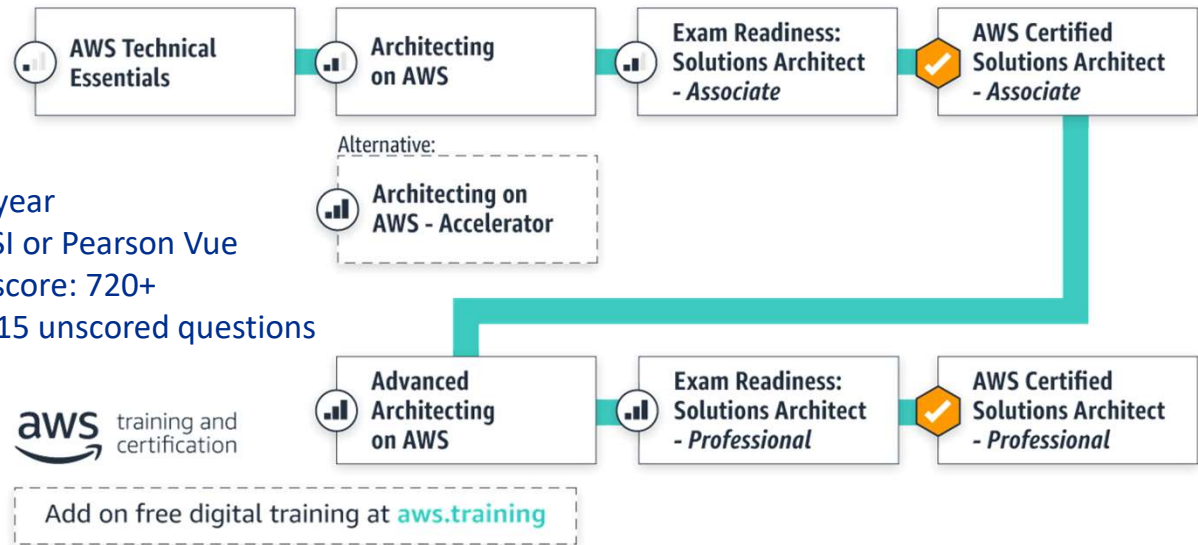 AWS Technical
Essentials
Architecting
on AWS
Exam Readiness:
Solutions Architect
- Associate
AWS Certified
Solutions Architect
- Associate
Alternative:
Architecting on
AWS - Accelerator
year
or Pearson Vue
score: 720+
15 unscored questions
Advanced
Architecting
on AWS
Exam Readiness:
Solutions Architect
- Professional
AWS Certified
Solutions Architect
- Professional
aws training and
certification
Add on free digital training at aws.training